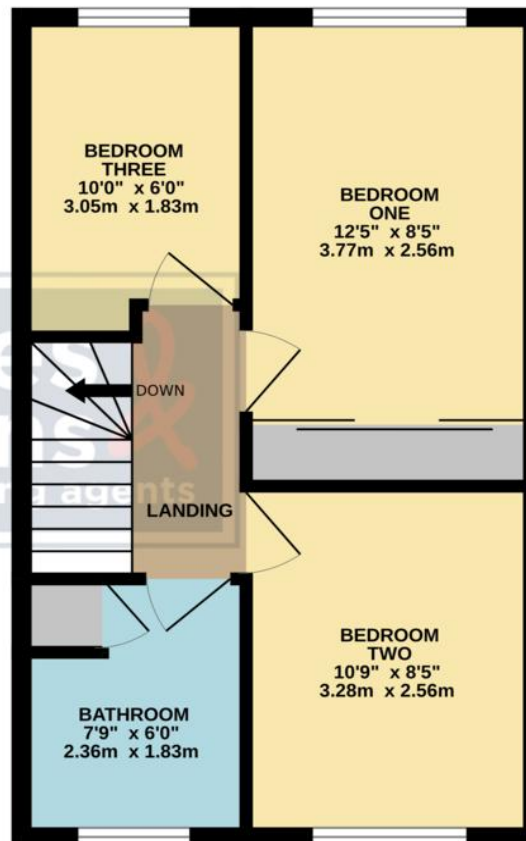 BEDROOM
THREE
10'0" x 6'0"
3.05m x 1.83m
BEDROOM
ONE
12'5" x 8'5"
3.77m x 2.56m
DOWN
&
agents
LANDING
BEDROOM
TWO
10'9" x 8'5"
3.28m x 2.56m
BATHROOM
7'9" x 6'0"
2.36m x 1.83m